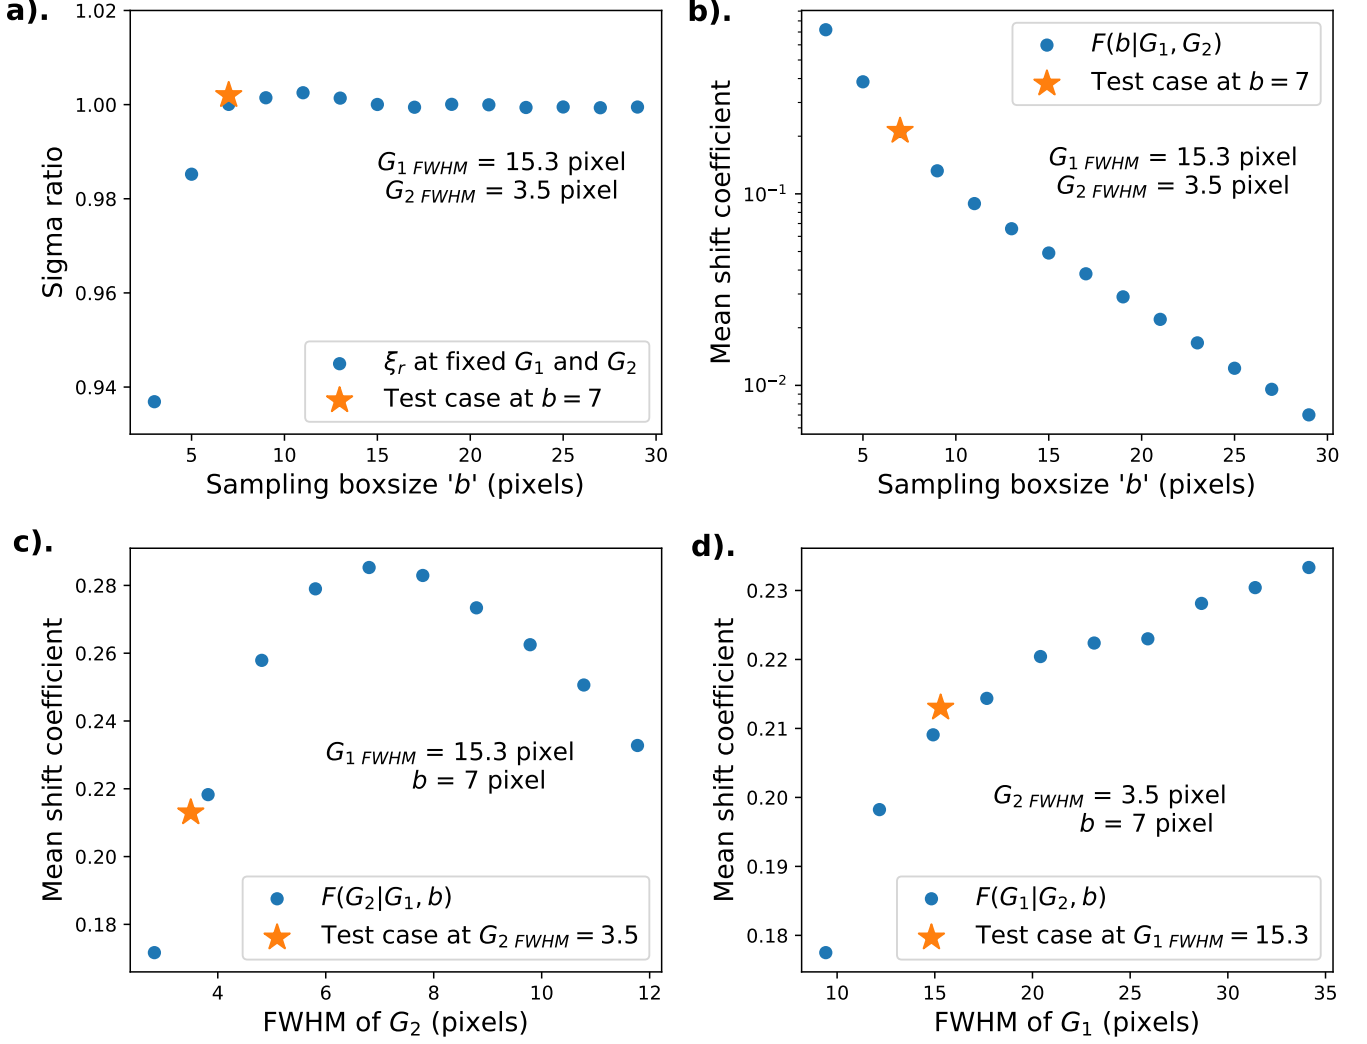 a).
1.02
1.00
0.98
0.96
0.94
Sigma ratio
G1 FWHM = 15.3 pixel
G2 FWHM = 3.5 pixel
ξr at fixed G1 and G2
Test case at b = 7
5 10 15 20 25 30
Sampling boxsize 'b' (pixels)
b).
10⁻¹
10⁻²
Mean shift coefficient
F(b|G1, G2)
Test case at b = 7
G1 FWHM = 15.3 pixel
G2 FWHM = 3.5 pixel
5 10 15 20 25 30
Sampling boxsize 'b' (pixels)
c).
0.28
0.26
0.24
0.22
0.20
0.18
Mean shift coefficient
G1 FWHM = 15.3 pixel
b = 7 pixel
F(G2|G1, b)
Test case at G2 FWHM = 3.5
4 6 8 10 12
FWHM of G2 (pixels)
d).
0.23
0.22
0.21
0.20
0.19
0.18
Mean shift coefficient
G2 FWHM = 3.5 pixel
b = 7 pixel
F(G1|G2, b)
Test case at G1 FWHM = 15.3
10 15 20 25 30 35
FWHM of G1 (pixels)